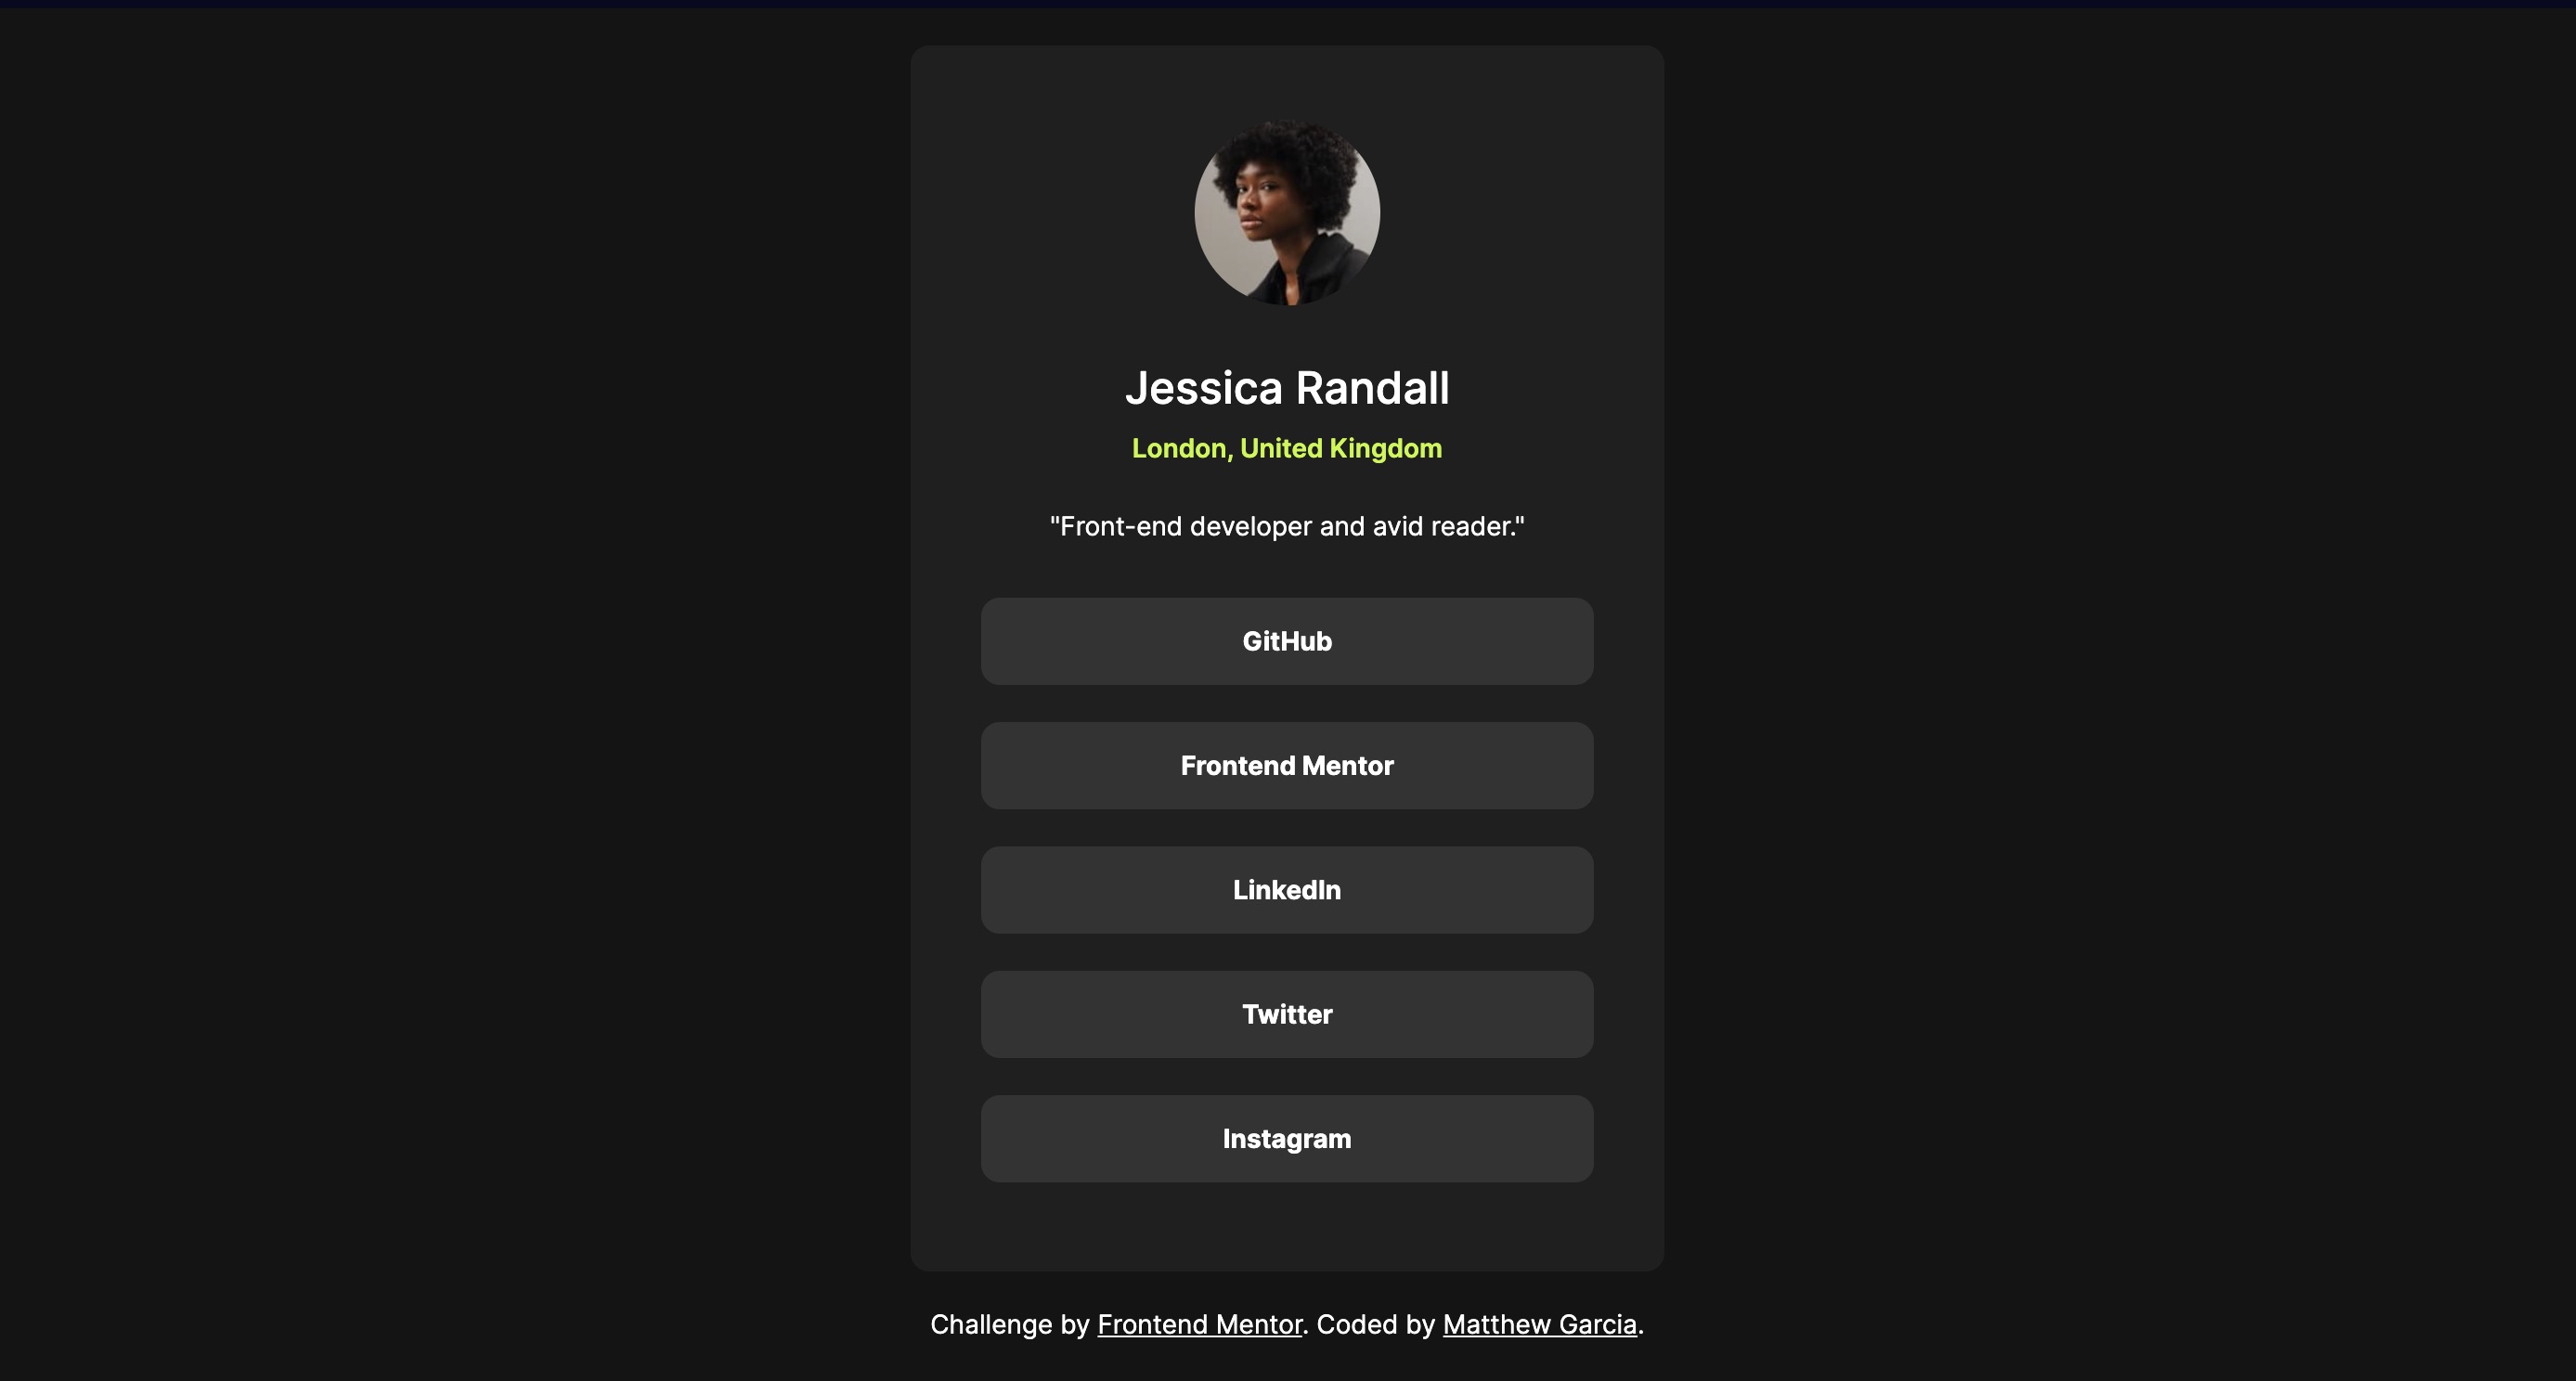 Jessica Randall
London, United Kingdom
"Front-end developer and avid reader."
GitHub
Frontend Mentor
LinkedIn
Twitter
Instagram
Challenge by Frontend Mentor. Coded by Matthew Garcia.